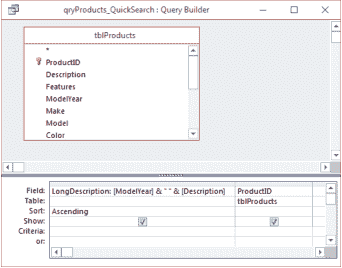 qryProducts_QuickSearch : Query Builder
tblProducts
*
ProductID
Description
Features
ModelYear
Make
Model
Color
Field: LongDescription: [ModelYear] & " " & [Description] ProductID
Table: tblProducts
Sort: Ascending
Show:
Criteria:
or: